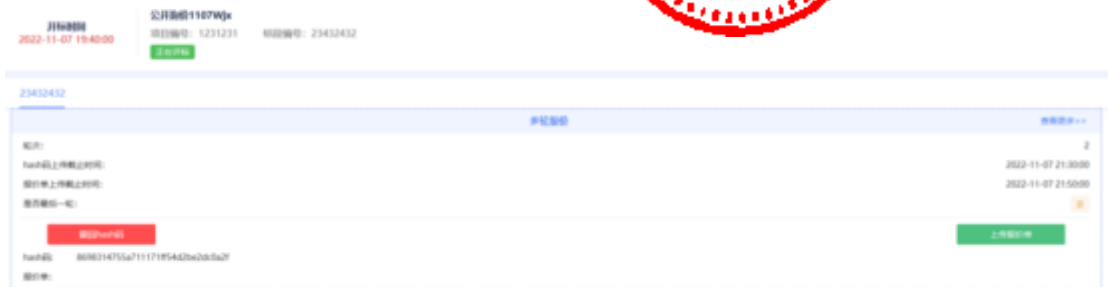 开标时间
2022-11-07 19:40:00
公开询价1107Wjx
项目编号: 1231231 标段编号: 23432432
正在评标
23432432
多轮报价
查看更多>>
轮次: 2
hash码上传截止时间: 2022-11-07 21:30:00
报价单上传截止时间: 2022-11-07 21:50:00
是否最后一轮:
撤回hash码
上传报价单
hash码:
报价单: